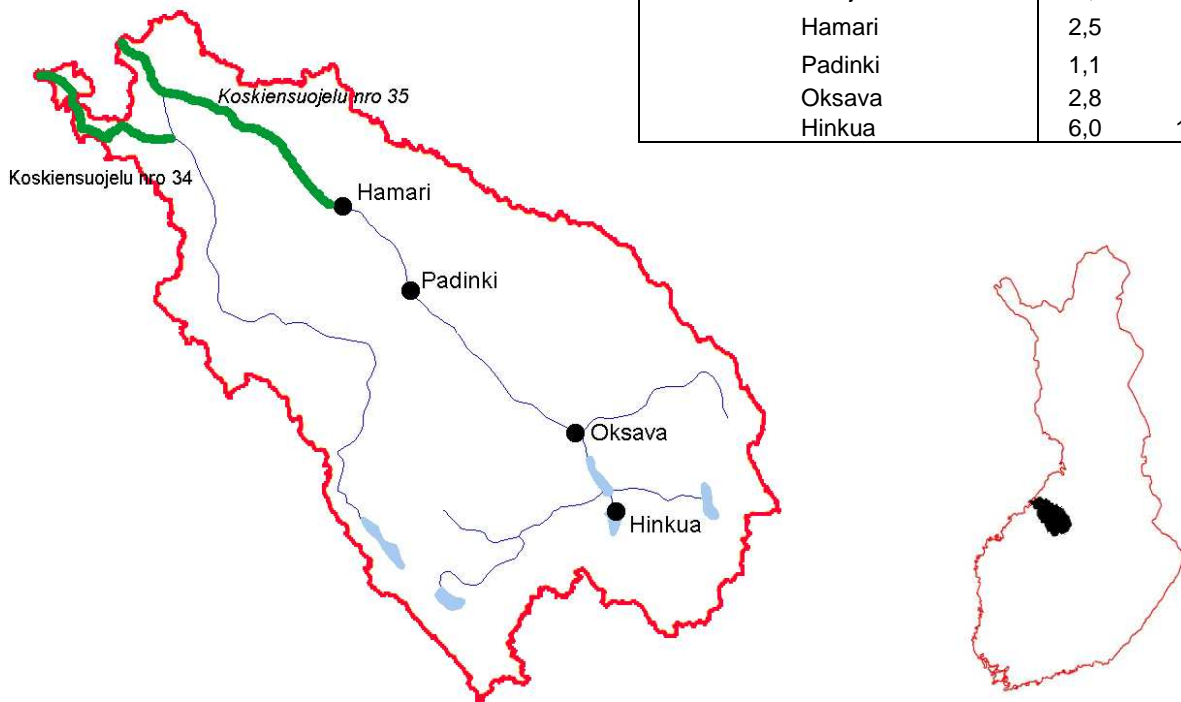 Hamari 2,5
Padinki 1,1
Oksava 2,8
Hinkua 6,0 1
Koskiensuojelu nro 35
Koskiensuojelu nro 34
Hamari
Padinki
Oksava
Hinkua